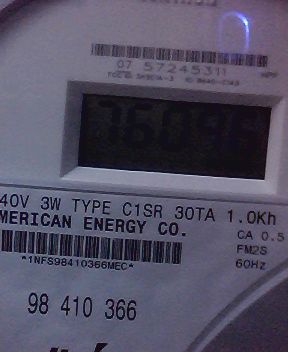 07 57245311
76096
40V 3W TYPE C1SR 30TA 1.0Kh
MERICAN ENERGY CO.
CA 0.5
FM2S
60Hz
*1NFS98410366MEC*
98 410 366